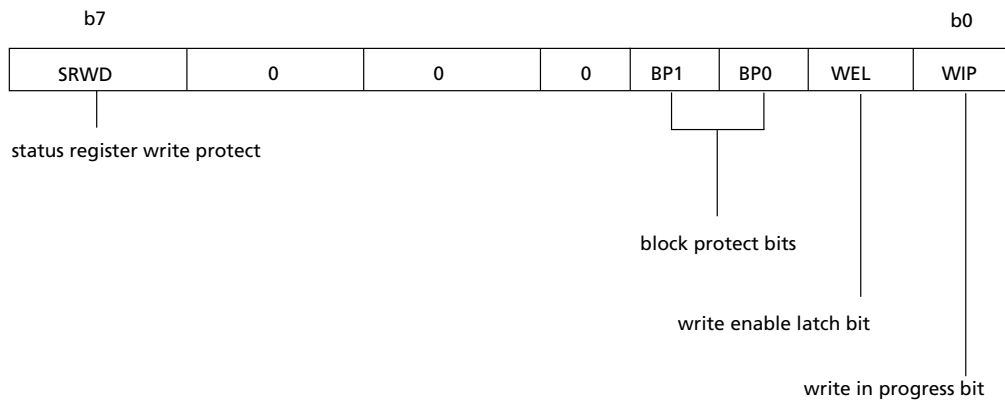 b7 b0
SRWD 0 0 0 BP1 BP0 WEL WIP
status register write protect
block protect bits
write enable latch bit
write in progress bit